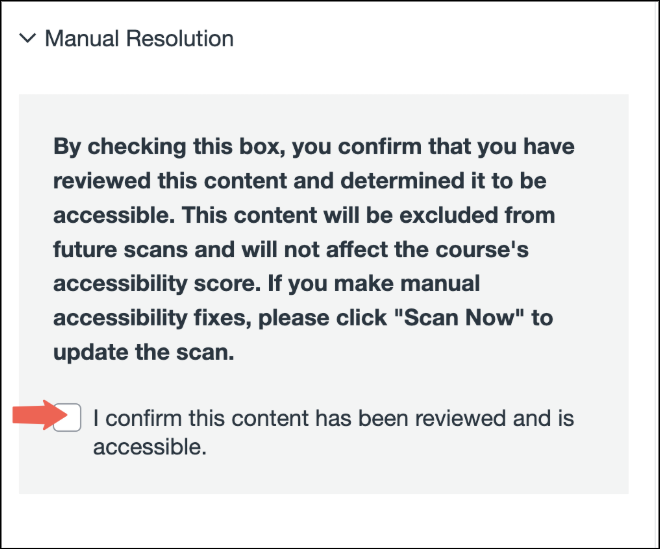 Manual Resolution
By checking this box, you confirm that you have
reviewed this content and determined it to be
accessible. This content will be excluded from
future scans and will not affect the course's
accessibility score. If you make manual
accessibility fixes, please click "Scan Now" to
update the scan.
I confirm this content has been reviewed and is
accessible.